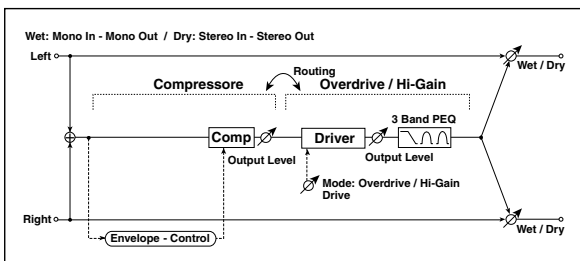 Wet: Mono In - Mono Out / Dry: Stereo In - Stereo Out
Left
Wet / Dry
Routing
Compressore
Overdrive / Hi-Gain
3 Band PEQ
Comp
Driver
Output Level
Output Level
Mode: Overdrive / Hi-Gain
Drive
Right
Wet / Dry
Envelope - Control